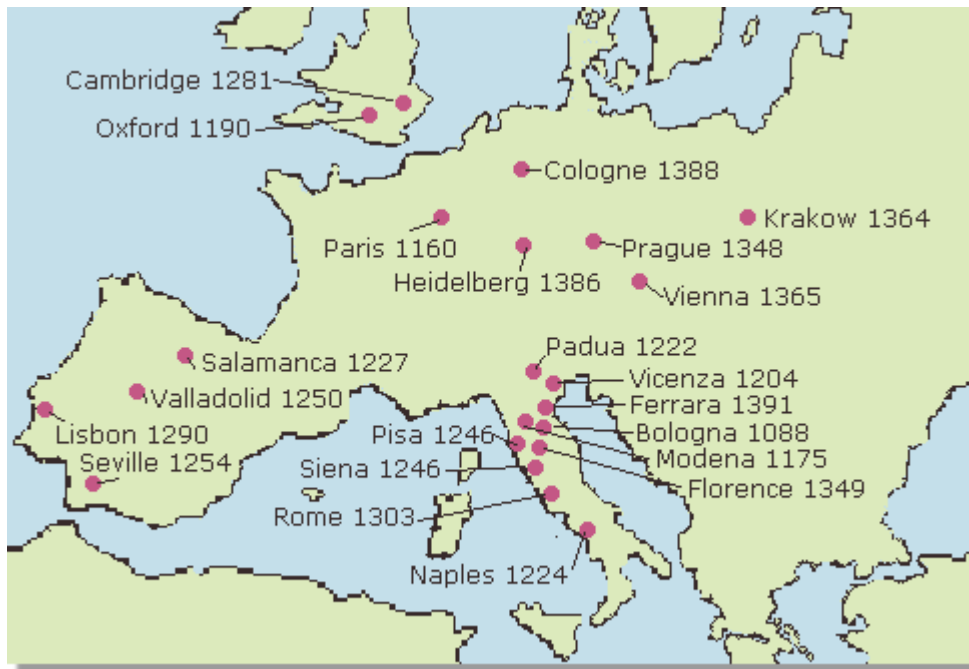 Cambridge 1281
Oxford 1190
Cologne 1388
Paris 1160
Krakow 1364
Prague 1348
Heidelberg 1386
Vienna 1365
Padua 1222
Salamanca 1227
Vicenza 1204
Valladolid 1250
Ferrara 1391
Lisbon 1290
Pisa 1246
Bologna 1088
Seville 1254
Siena 1246
Modena 1175
Florence 1349
Rome 1303
Naples 1224